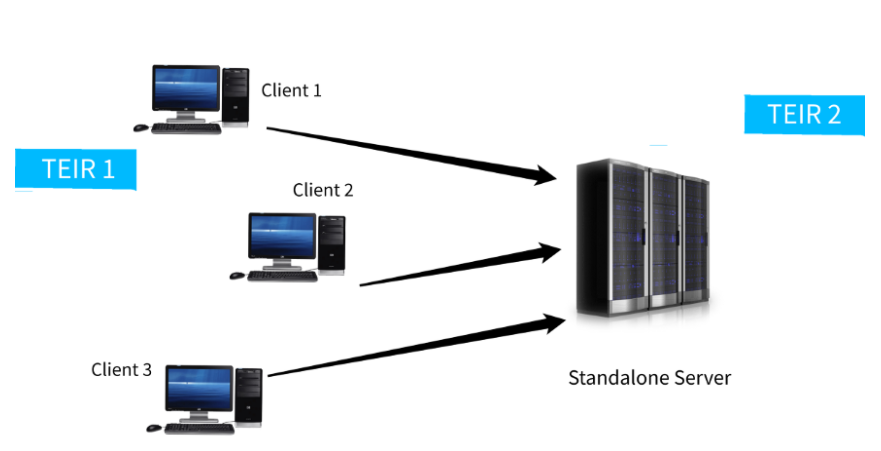 Client 1
TEIR 2
TEIR 1
Client 2
Client 3
Standalone Server